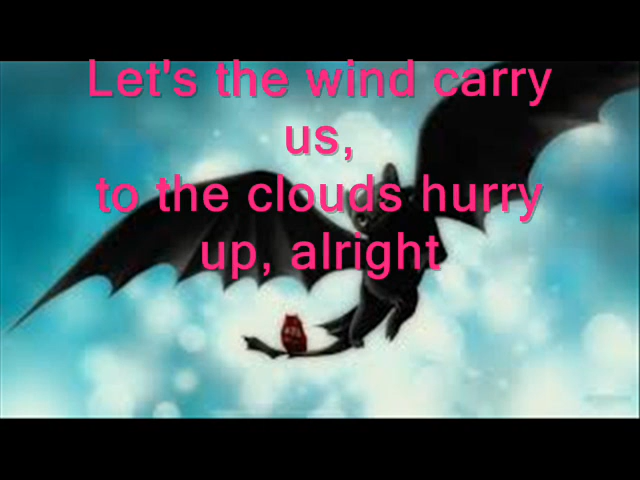 Let's the wind carry
us,
to the clouds hurry
up, alright